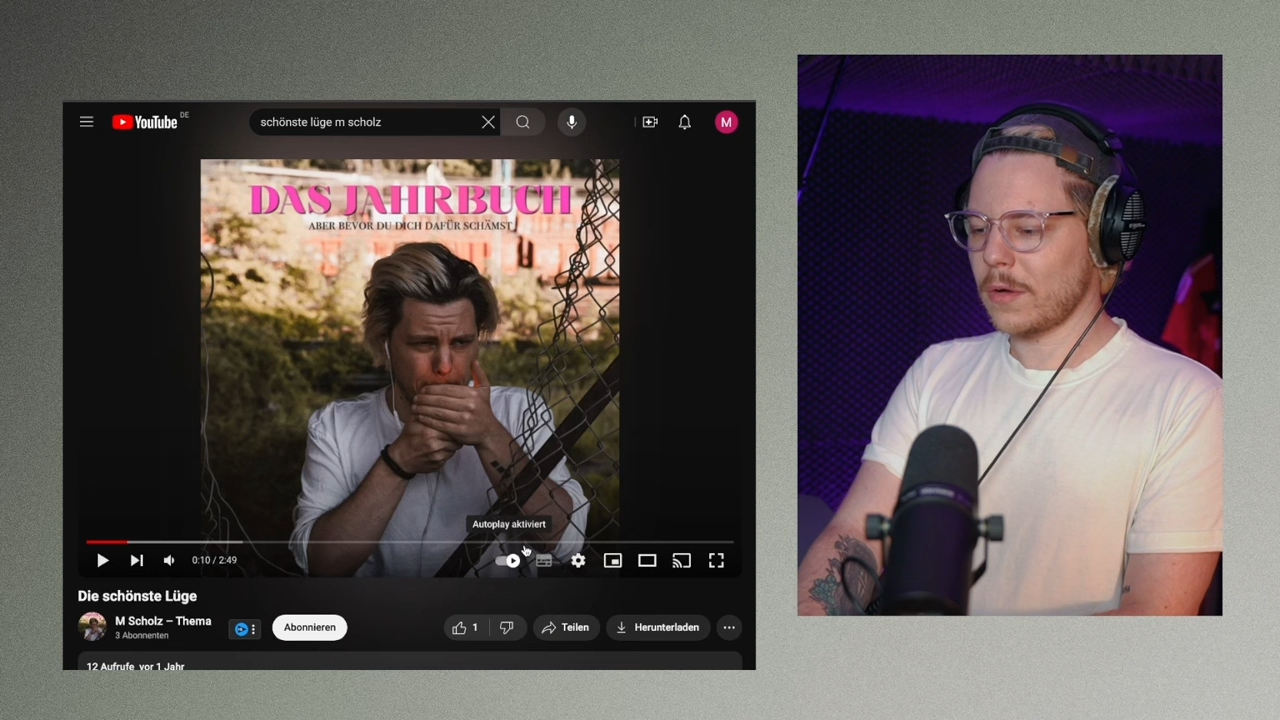 YouTube DE
schönste lüge m scholz
M
DAS JAHRBUCH
ABER BEVOR DU DICH DAFÜR SCHÄMST,
Autoplay aktiviert
0:10 / 2:49
Die schönste Lüge
M Scholz – Thema
3 Abonnenten
Abonnieren
1
Teilen
Herunterladen
12 Aufrufe vor 1 Jahr